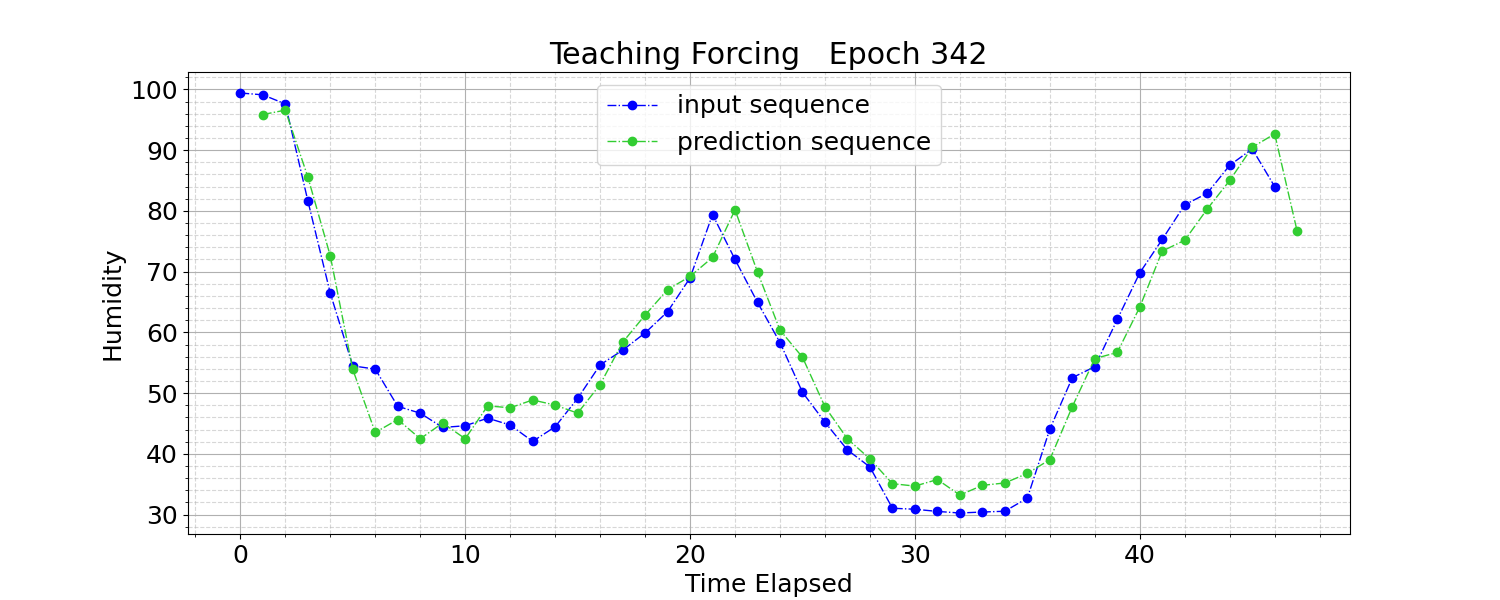 Teaching Forcing   Epoch 342
input sequence
prediction sequence
Humidity
100
90
80
70
60
50
40
30
0 10 20 30 40
Time Elapsed